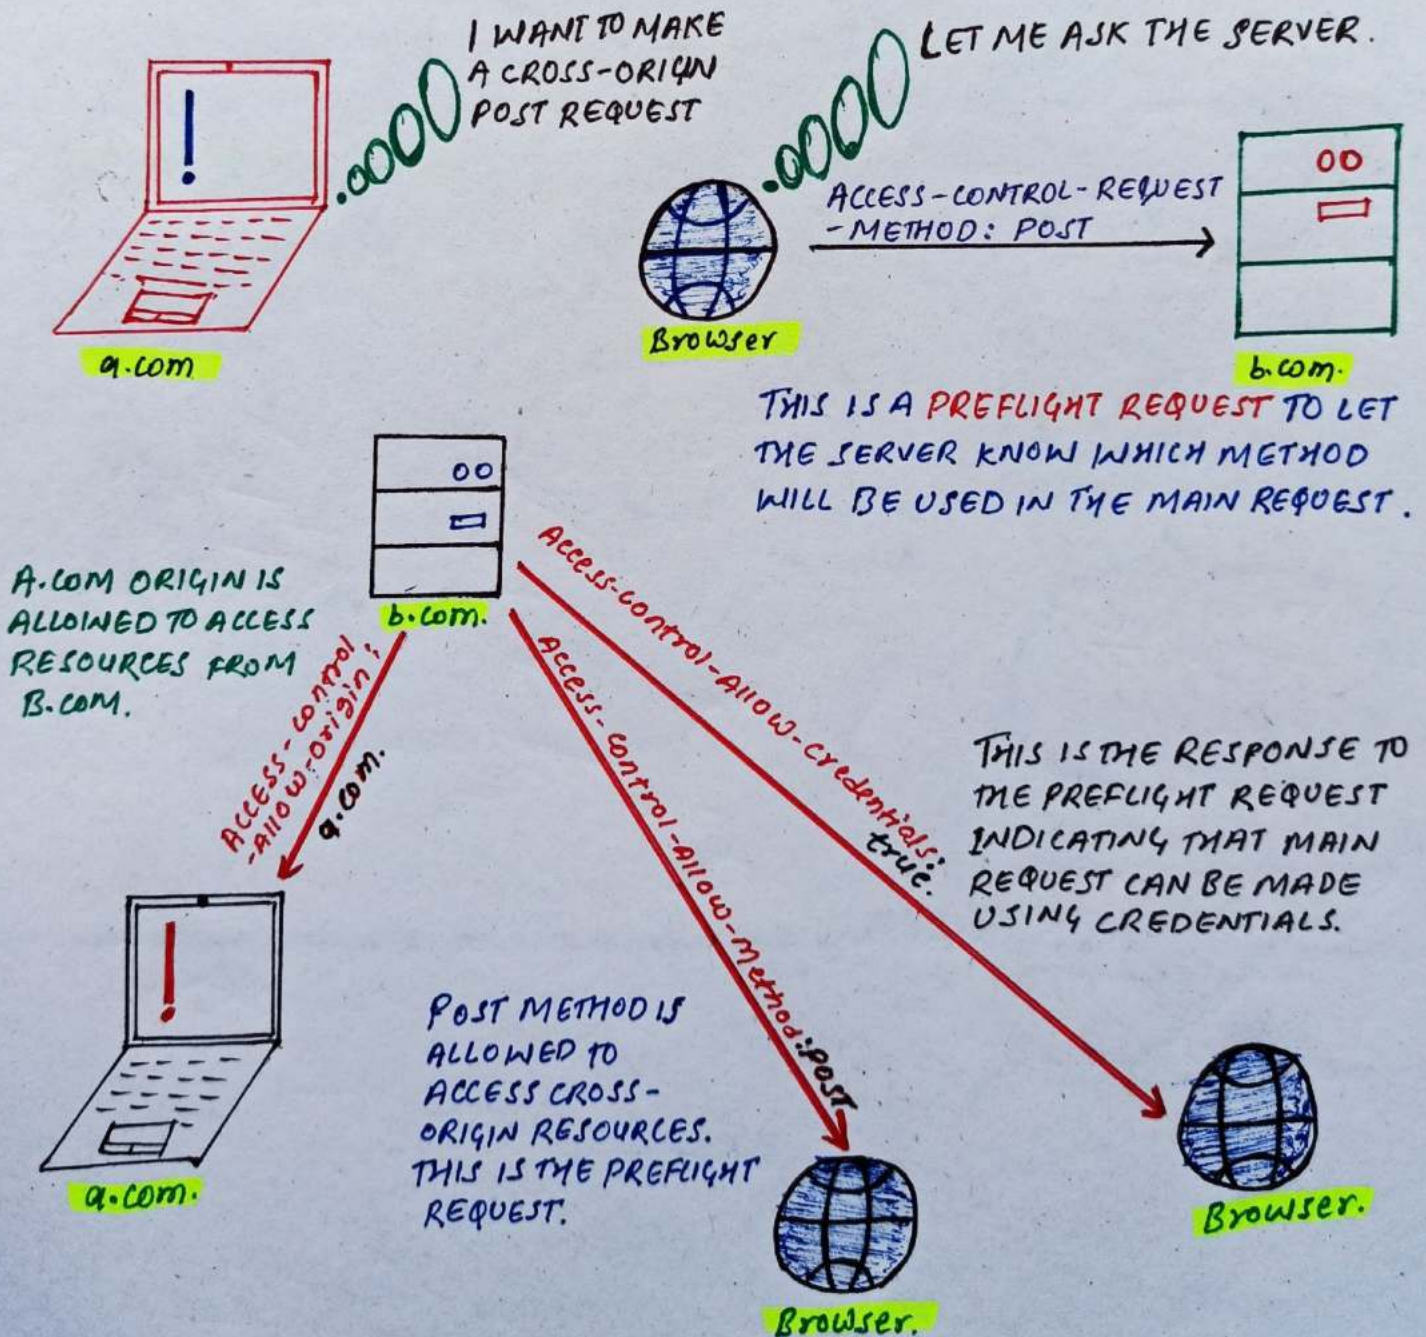 I WANT TO MAKE
A CROSS-ORIGIN
POST REQUEST
LET ME ASK THE SERVER.
ACCESS-CONTROL-REQUEST
-METHOD: POST
a.com
Browser
b.com.
THIS IS A PREFLIGHT REQUEST TO LET
THE SERVER KNOW WHICH METHOD
WILL BE USED IN THE MAIN REQUEST.
b.com.
A.COM ORIGIN IS
ALLOWED TO ACCESS
RESOURCES FROM
B.COM.
Access-control
-Allow-origin:
a.com.
Access-control-Allow-Method: POST
Access-control-Allow-credentials:
true.
THIS IS THE RESPONSE TO
THE PREFLIGHT REQUEST
INDICATING THAT MAIN
REQUEST CAN BE MADE
USING CREDENTIALS.
POST METHOD IS
ALLOWED TO
ACCESS CROSS-
ORIGIN RESOURCES.
THIS IS THE PREFLIGHT
REQUEST.
a.com.
Browser.
Browser.